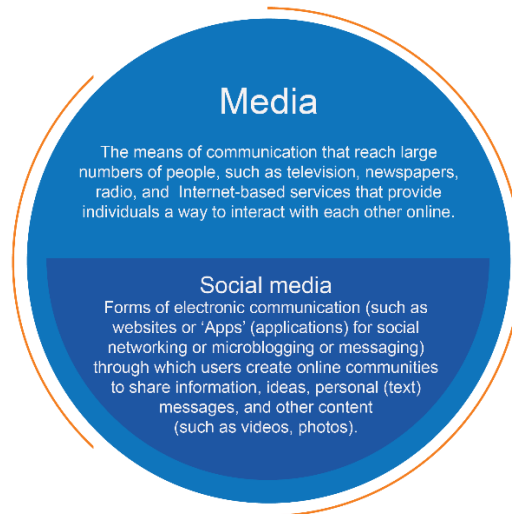 Media
The means of communication that reach large
numbers of people, such as television, newspapers,
radio, and Internet-based services that provide
individuals a way to interact with each other online.
Social media
Forms of electronic communication (such as
websites or ‘Apps’ (applications) for social
networking or microblogging or messaging)
through which users create online communities
to share information, ideas, personal (text)
messages, and other content
(such as videos, photos).